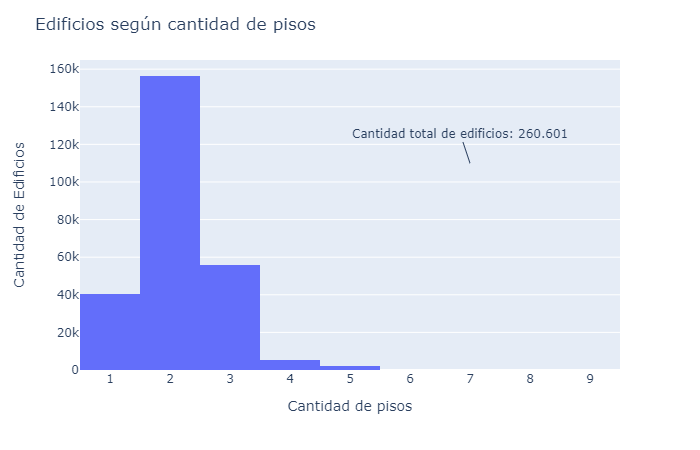 Edificios según cantidad de pisos
160k
140k
120k
100k
80k
60k
40k
20k
0
Cantidad de Edificios
Cantidad total de edificios: 260.601
1 2 3 4 5 6 7 8 9
Cantidad de pisos